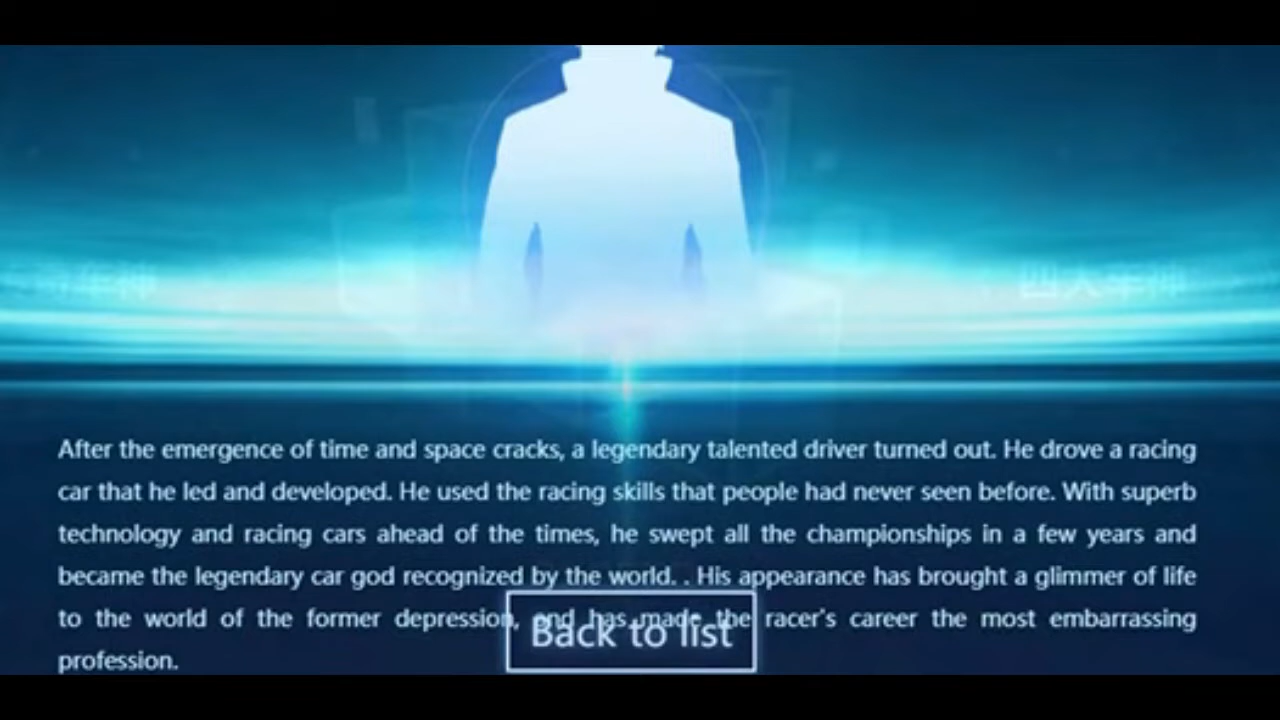 四大车神
After the emergence of time and space cracks, a legendary talented driver turned out. He drove a racing
car that he led and developed. He used the racing skills that people had never seen before. With superb
technology and racing cars ahead of the times, he swept all the championships in a few years and
became the legendary car god recognized by the world. . His appearance has brought a glimmer of life
to the world of the former depression, and has made the racer's career the most embarrassing
Back to list
profession.